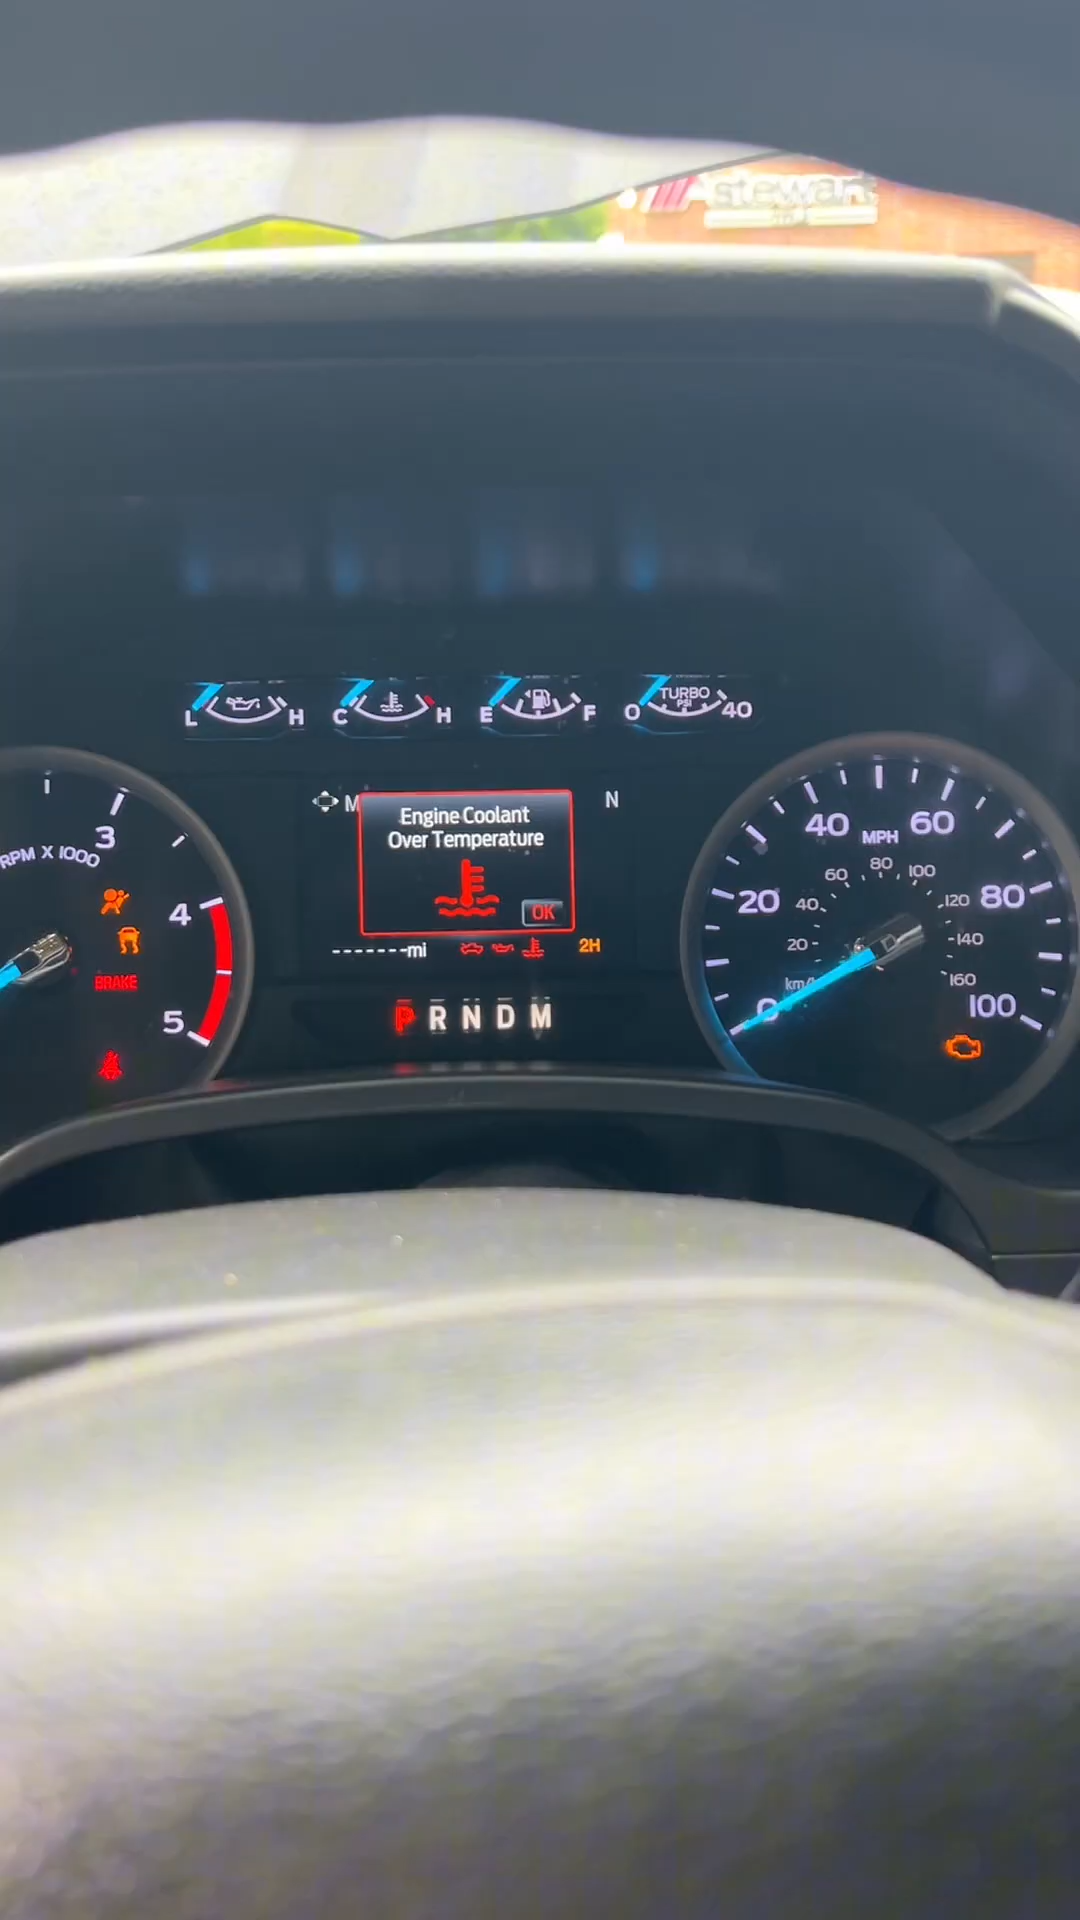 stewart
L H C H E F TURBO PSI 0 40
M N
Engine Coolant
Over Temperature
OK
-------mi 2H
P R N D M
RPM X 1000
3
4
5
BRAKE
MPH
0 20 40 60 80 100
20 40 60 80 100 120 140 160